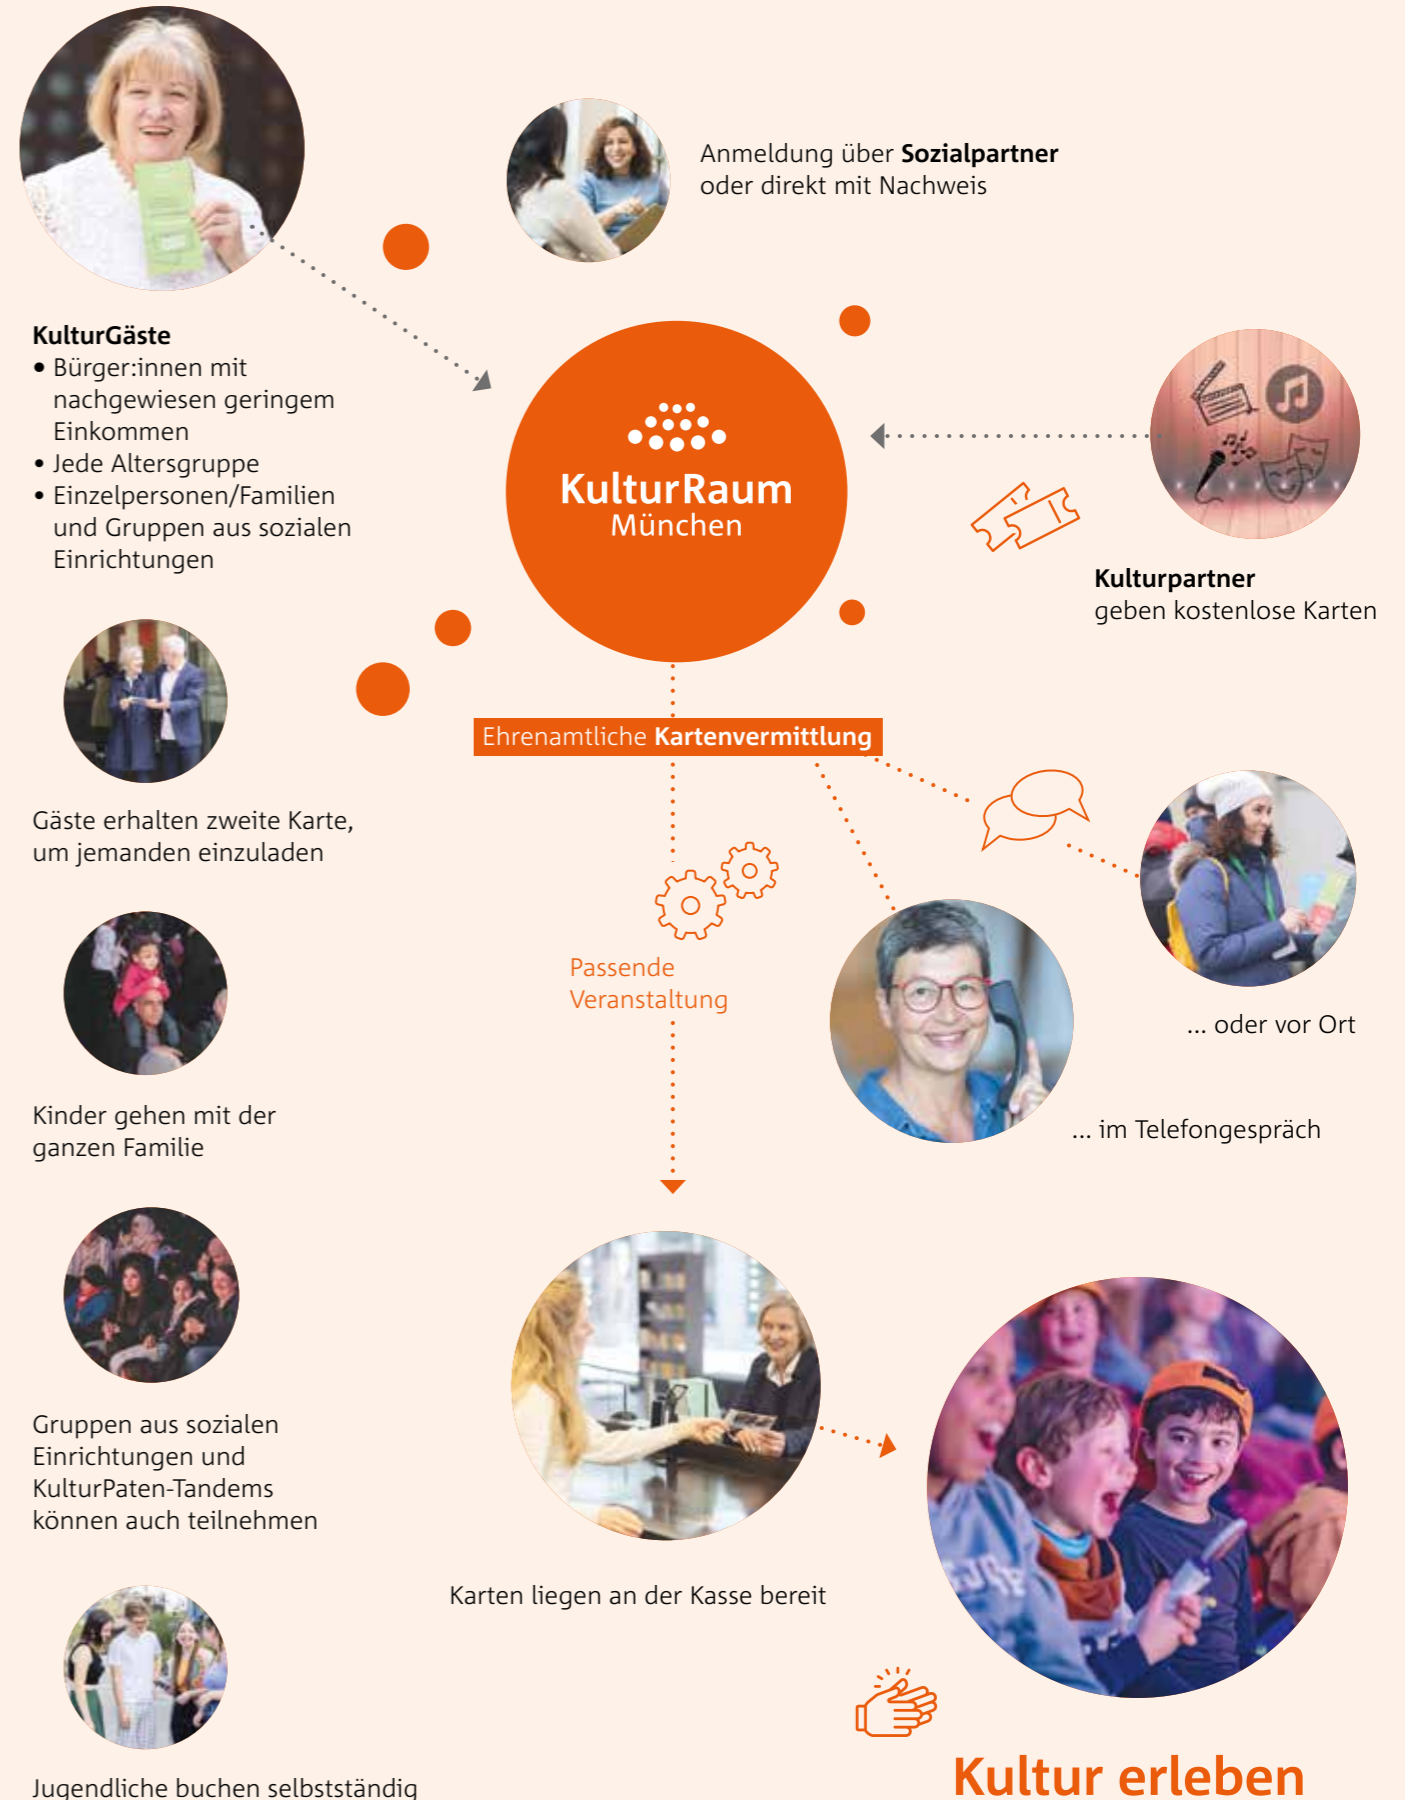 Anmeldung über Sozialpartner
oder direkt mit Nachweis
KulturGäste
• Bürger:innen mit
nachgewiesen geringem
Einkommen
• Jede Altersgruppe
• Einzelpersonen/Familien
und Gruppen aus sozialen
Einrichtungen
KulturRaum
München
Kulturpartner
geben kostenlose Karten
Ehrenamtliche Kartenvermittlung
Gäste erhalten zweite Karte,
um jemanden einzuladen
Passende
Veranstaltung
... oder vor Ort
... im Telefongespräch
Kinder gehen mit der
ganzen Familie
Gruppen aus sozialen
Einrichtungen und
KulturPaten-Tandems
können auch teilnehmen
Karten liegen an der Kasse bereit
Jugendliche buchen selbstständig
Kultur erleben